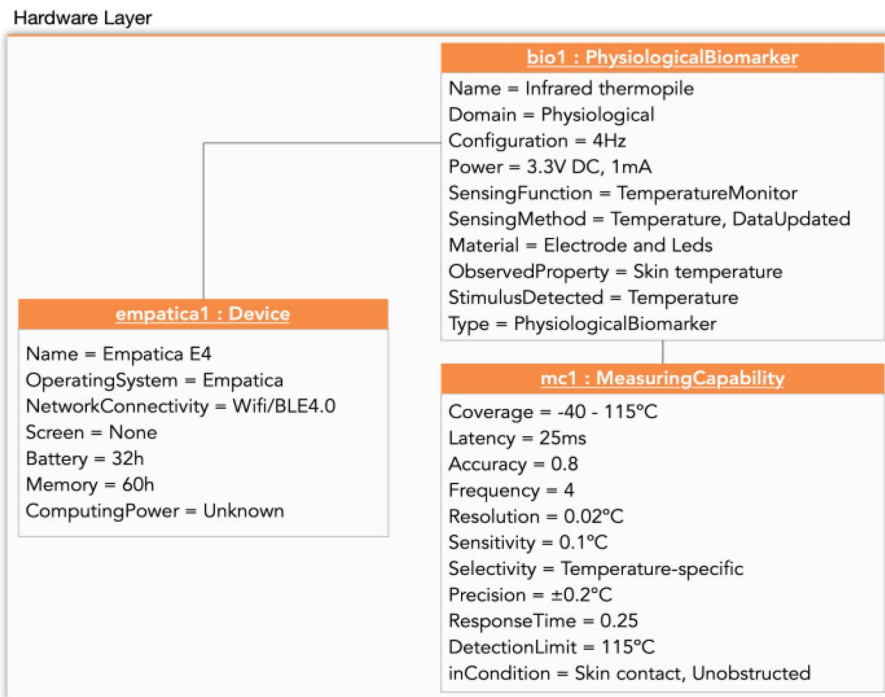 Hardware Layer
bio1 : PhysiologicalBiomarker
Name = Infrared thermopile
Domain = Physiological
Configuration = 4Hz
Power = 3.3V DC, 1mA
SensingFunction = TemperatureMonitor
SensingMethod = Temperature, DataUpdated
Material = Electrode and Leds
ObservedProperty = Skin temperature
StimulusDetected = Temperature
Type = PhysiologicalBiomarker
empatica1 : Device
Name = Empatica E4
OperatingSystem = Empatica
NetworkConnectivity = Wifi/BLE4.0
Screen = None
Battery = 32h
Memory = 60h
ComputingPower = Unknown
mc1 : MeasuringCapability
Coverage = -40 - 115ºC
Latency = 25ms
Accuracy = 0.8
Frequency = 4
Resolution = 0.02ºC
Sensitivity = 0.1ºC
Selectivity = Temperature-specific
Precision = ±0.2ºC
ResponseTime = 0.25
DetectionLimit = 115ºC
inCondition = Skin contact, Unobstructed